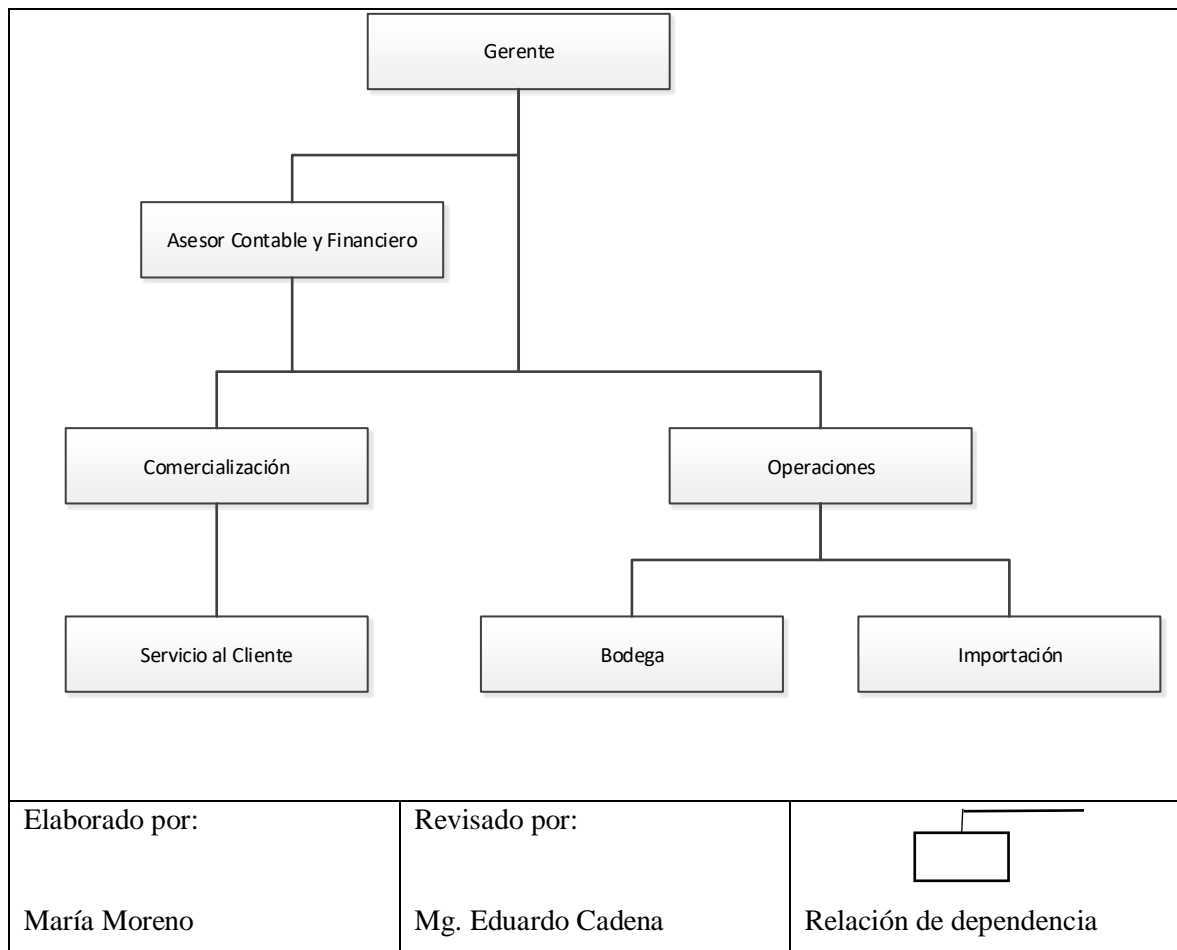 Gerente
Asesor Contable y Financiero
Comercialización
Operaciones
Servicio al Cliente
Bodega
Importación
Elaborado por:
María Moreno
Revisado por:
Mg. Eduardo Cadena
Relación de dependencia